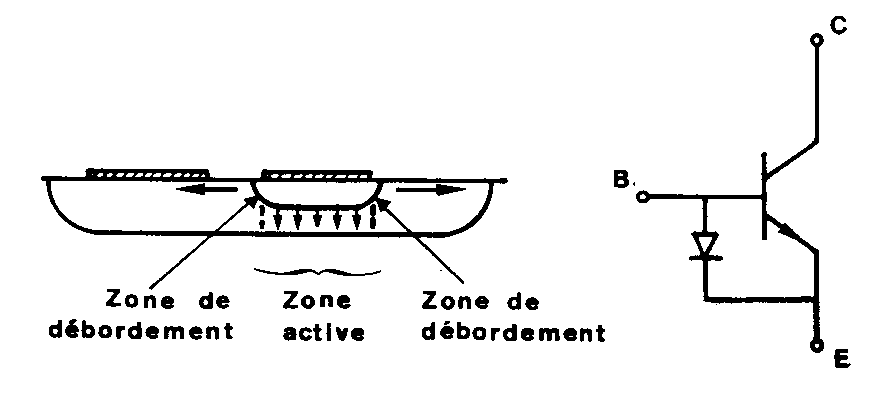 C
B.
Zone de
débordement
Zone
active
Zone de
débordement
E